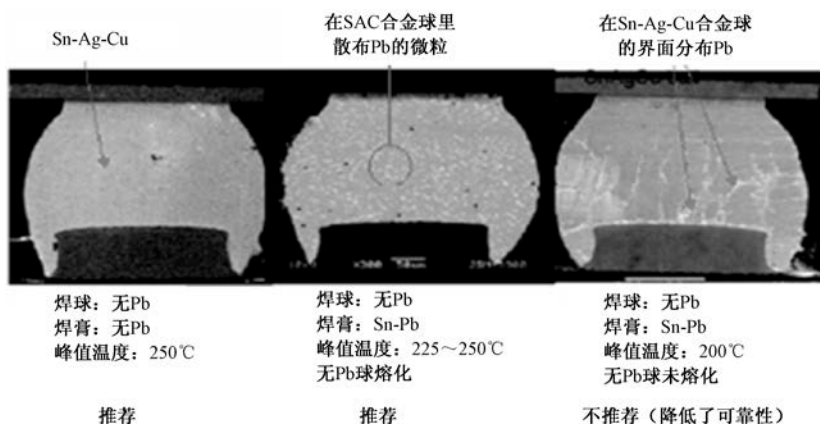 Sn-Ag-Cu
在SAC合金球里
散布Pb的微粒
在Sn-Ag-Cu合金球
的界面分布Pb
×500 50μm
焊球：无Pb
焊膏：无Pb
峰值温度：250℃
推荐
焊球：无Pb
焊膏：Sn-Pb
峰值温度：225～250℃
无Pb球熔化
推荐
焊球：无Pb
焊膏：Sn-Pb
峰值温度：200℃
无Pb球未熔化
不推荐（降低了可靠性）